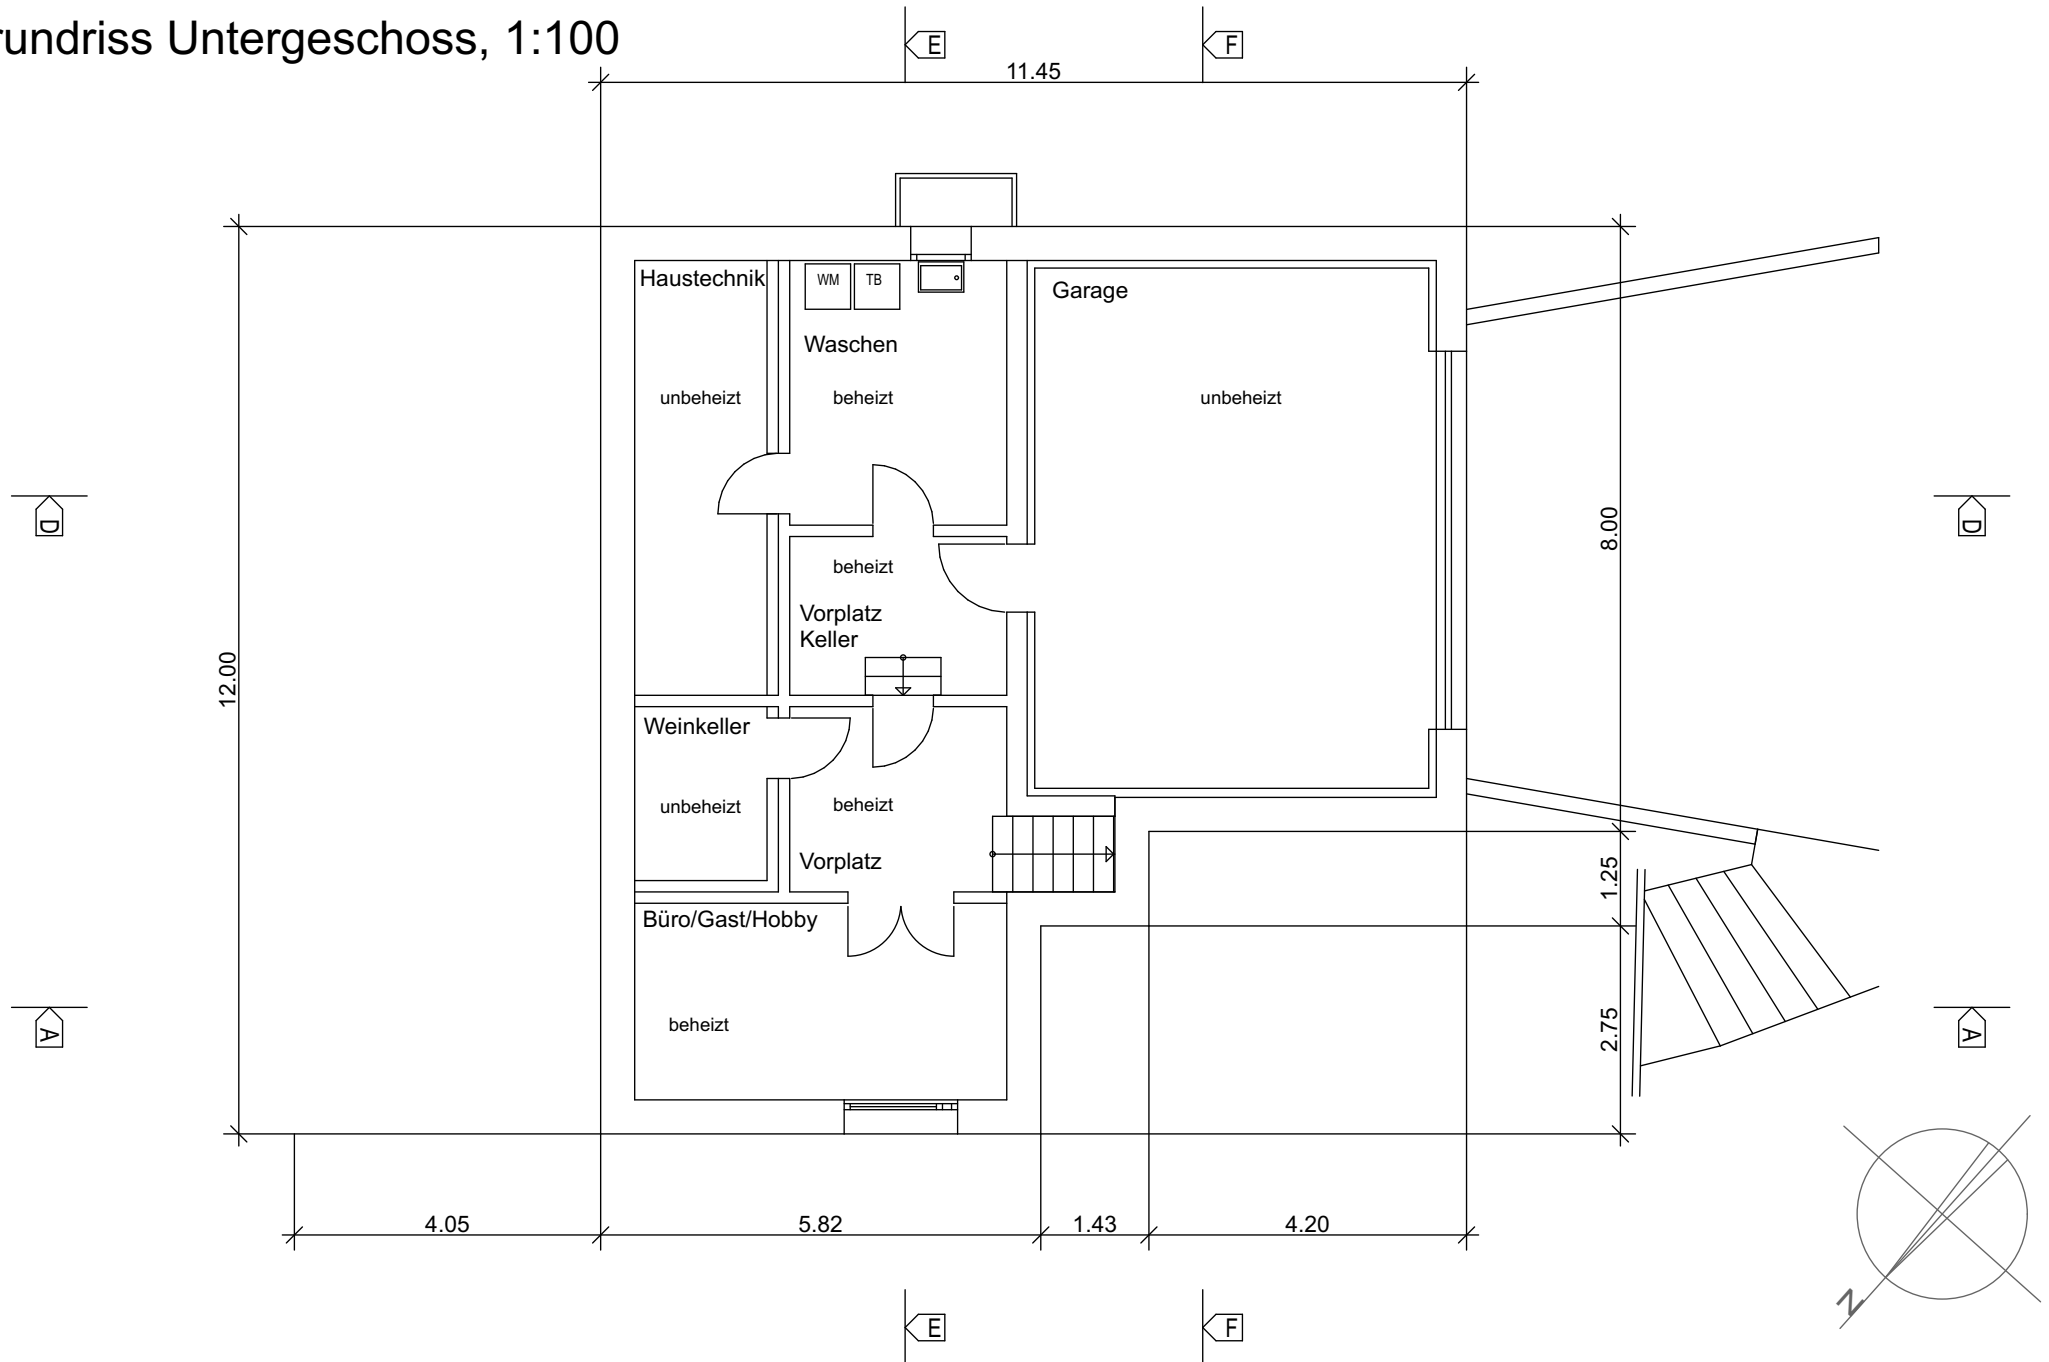 rundriss Untergeschoss, 1:100
E
F
11.45
Haustechnik
WM
TB
Garage
Waschen
unbeheizt
beheizt
unbeheizt
D
D
8.00
beheizt
Vorplatz
Keller
12.00
Weinkeller
unbeheizt
beheizt
Vorplatz
1.25
Büro/Gast/Hobby
beheizt
A
A
2.75
4.05
5.82
1.43
4.20
N
E
F